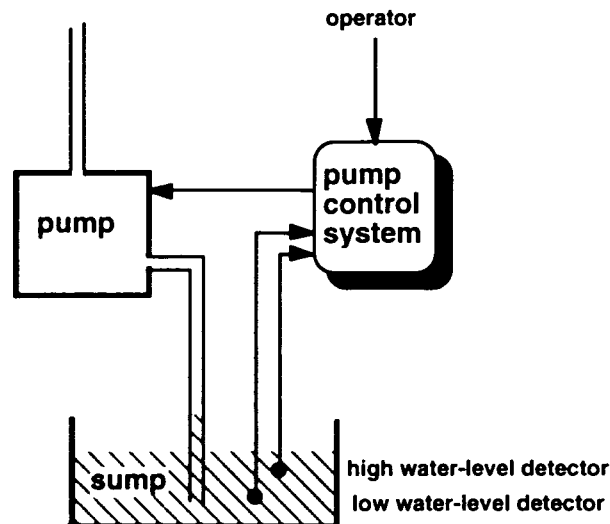 operator
pump
control
system
pump
sump
high water-level detector
low water-level detector